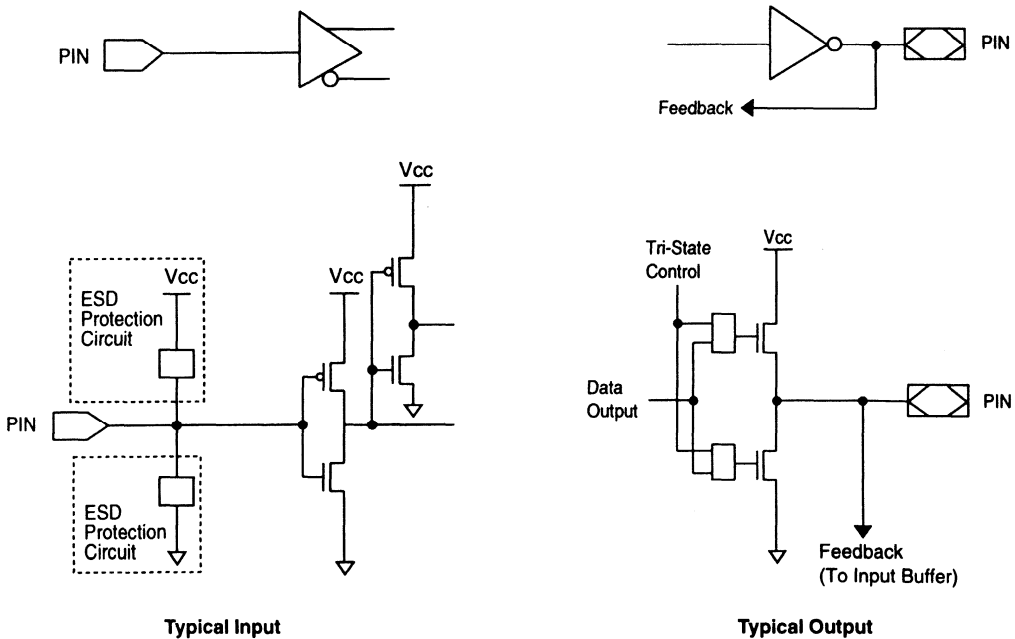 PIN
PIN
Feedback
Vcc
ESD
Protection
Circuit
Vcc
Vcc
PIN
ESD
Protection
Circuit
Typical Input
Tri-State
Control
Vcc
Data
Output
PIN
Feedback
(To Input Buffer)
Typical Output